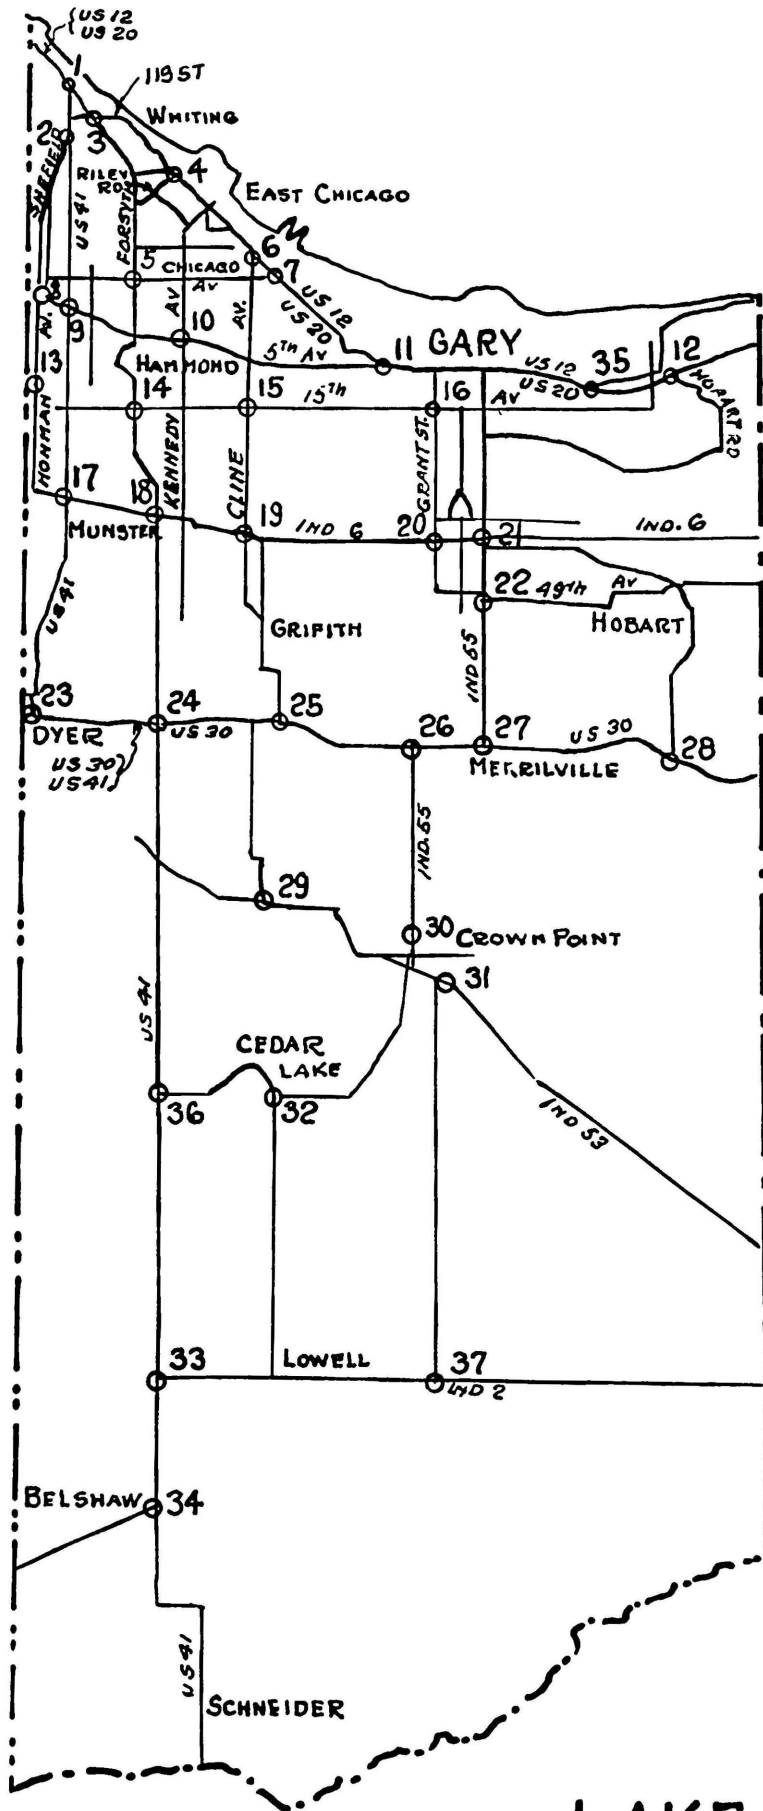 US 12
US 20
1
119 ST
WHITING
2
3
SHEFFIELD
4
RILEY
RD
US 41
FORSYTH
EAST CHICAGO
5
6
CHICAGO
AV
7
US 12
US 20
8
AV.
9
AV
10
AV.
HAMMOND
5TH AV
11
GARY
US 12
US 20
35
12
HOBART RD
13
HOHMAN
14
15
15TH
16
AV
KENNEDY
CLINE
GRANT ST.
17
MUNSTER
18
19
IND 6
20
21
IND. 6
22
49TH
AV
HOBART
US 41
GRIFITH
IND 55
23
DYER
24
US 30
25
26
27
US 30
MERRILVILLE
28
US 30
US 41
IND. 55
29
30
CROWN POINT
31
US 41
CEDAR
LAKE
36
32
IND 53
33
LOWELL
37
IND 2
BELSHAW
34
US 41
SCHNEIDER
LAKE